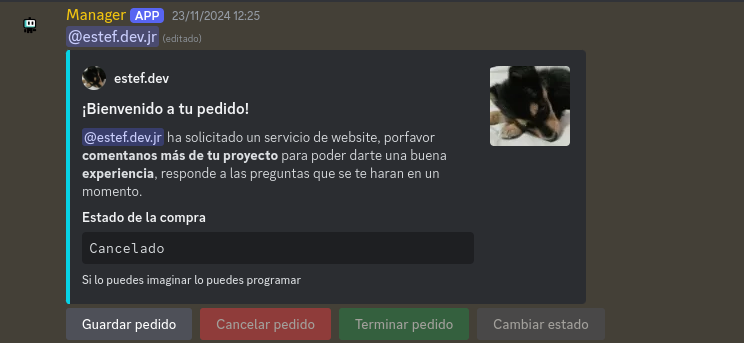 Manager APP 23/11/2024 12:25
@estef.dev.jr (editado)
estef.dev
¡Bienvenido a tu pedido!
@estef.dev.jr ha solicitado un servicio de website, porfavor
comentanos más de tu proyecto para poder darte una buena
experiencia, responde a las preguntas que se te haran en un
momento.
Estado de la compra
Cancelado
Si lo puedes imaginar lo puedes programar
Guardar pedido Cancelar pedido Terminar pedido Cambiar estado